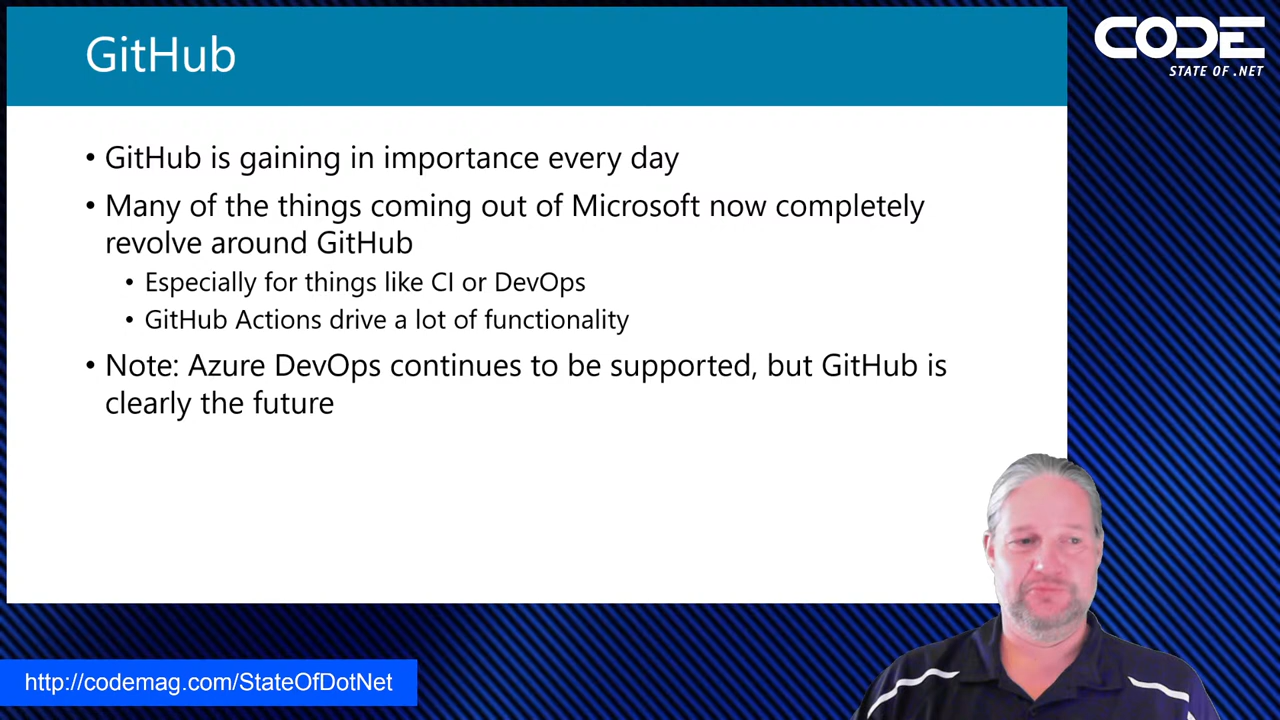 GitHub
CODE
STATE OF .NET
• GitHub is gaining in importance every day
• Many of the things coming out of Microsoft now completely
revolve around GitHub
• Especially for things like CI or DevOps
• GitHub Actions drive a lot of functionality
• Note: Azure DevOps continues to be supported, but GitHub is
clearly the future
http://codemag.com/StateOfDotNet